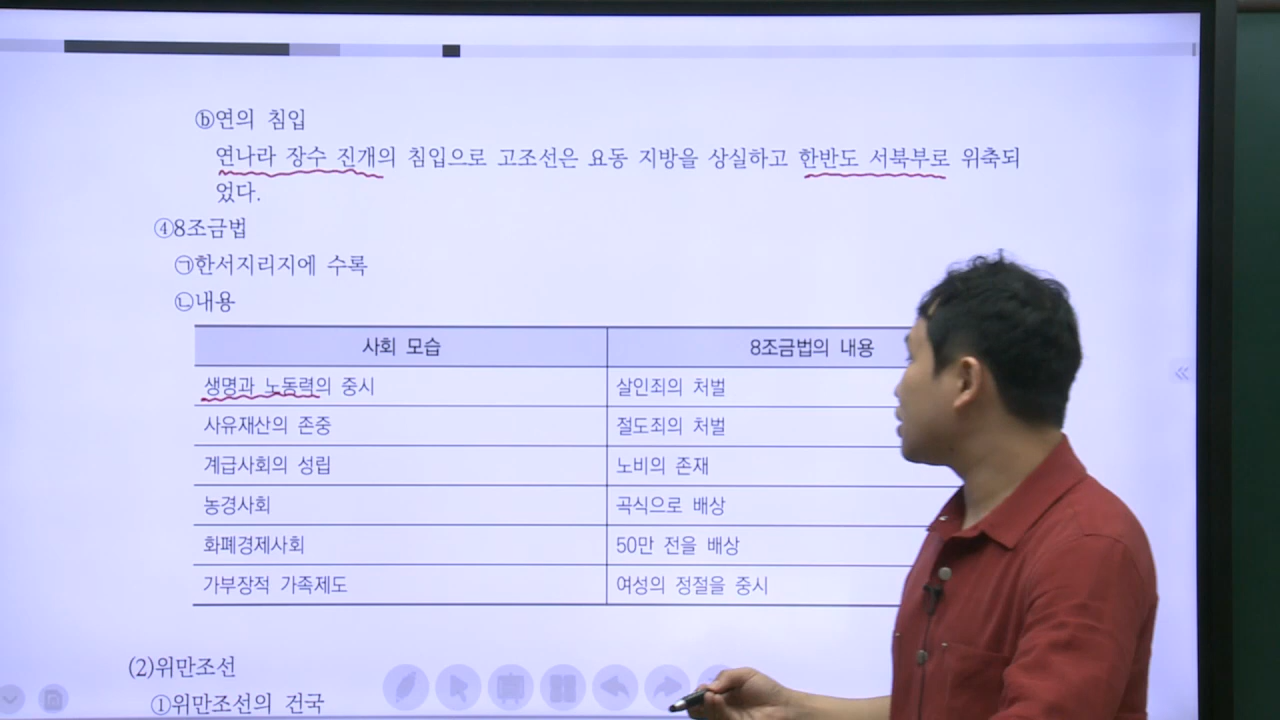 ⓑ연의 침입
연나라 장수 진개의 침입으로 고조선은 요동 지방을 상실하고 한반도 서북부로 위축되
었다.
④8조금법
㉠한서지리지에 수록
㉡내용
사회 모습 8조금법의 내용
생명과 노동력의 중시 살인죄의 처벌
사유재산의 존중 절도죄의 처벌
계급사회의 성립 노비의 존재
농경사회 곡식으로 배상
화폐경제사회 50만 전을 배상
가부장적 가족제도 여성의 정절을 중시
(2)위만조선
①위만조선의 건국